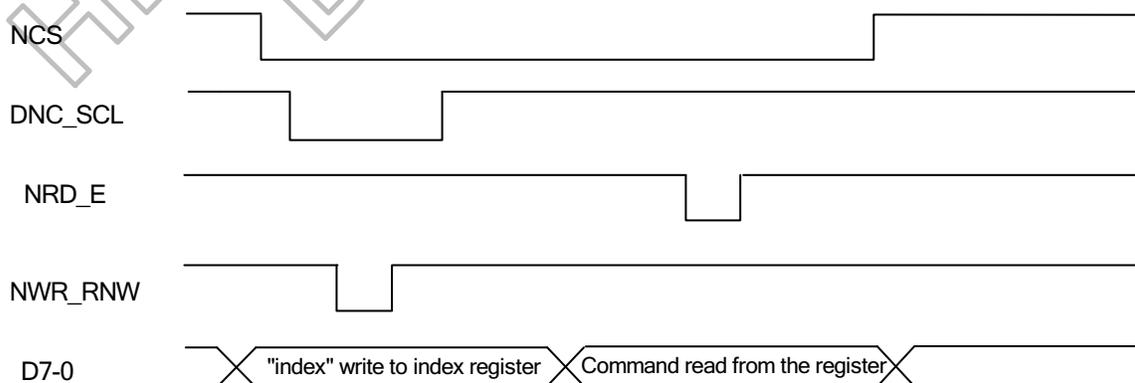 NCS
DNC_SCL
NRD_E
NWR_RNW
D7-0 "index" write to index register Command read from the register